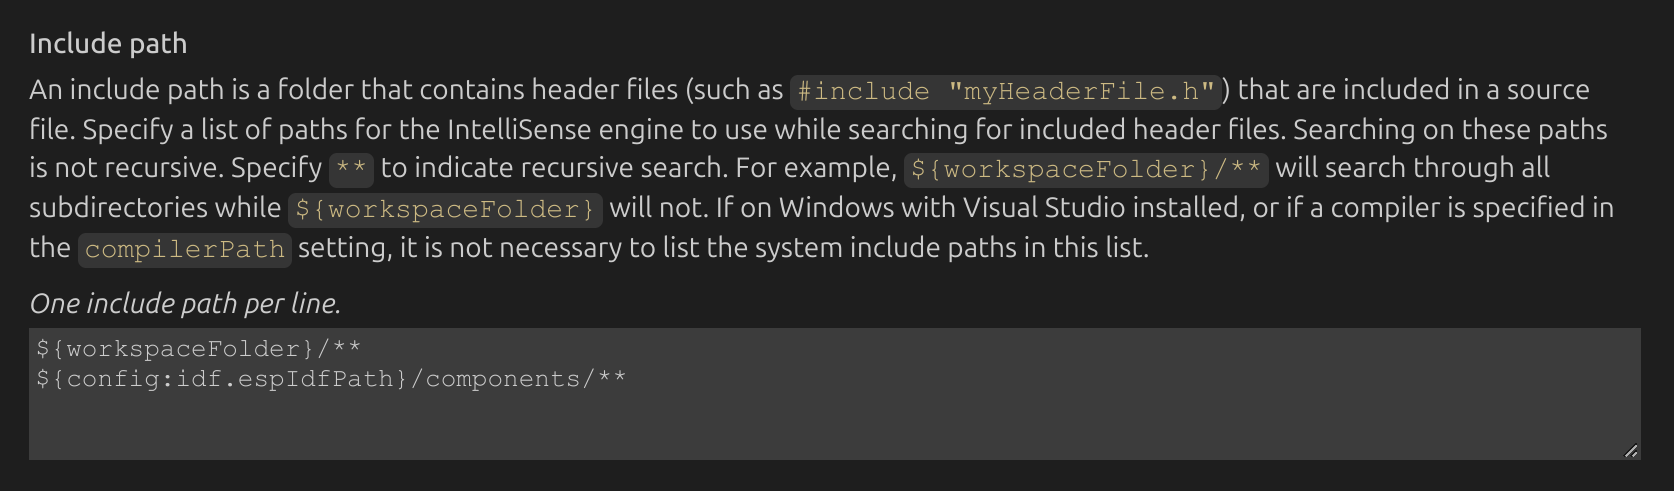 Include path
An include path is a folder that contains header files (such as #include "myHeaderFile.h") that are included in a source
file. Specify a list of paths for the IntelliSense engine to use while searching for included header files. Searching on these paths
is not recursive. Specify ** to indicate recursive search. For example, ${workspaceFolder}/** will search through all
subdirectories while ${workspaceFolder} will not. If on Windows with Visual Studio installed, or if a compiler is specified in
the compilerPath setting, it is not necessary to list the system include paths in this list.
One include path per line.
${workspaceFolder}/**
${config:idf.espIdfPath}/components/**